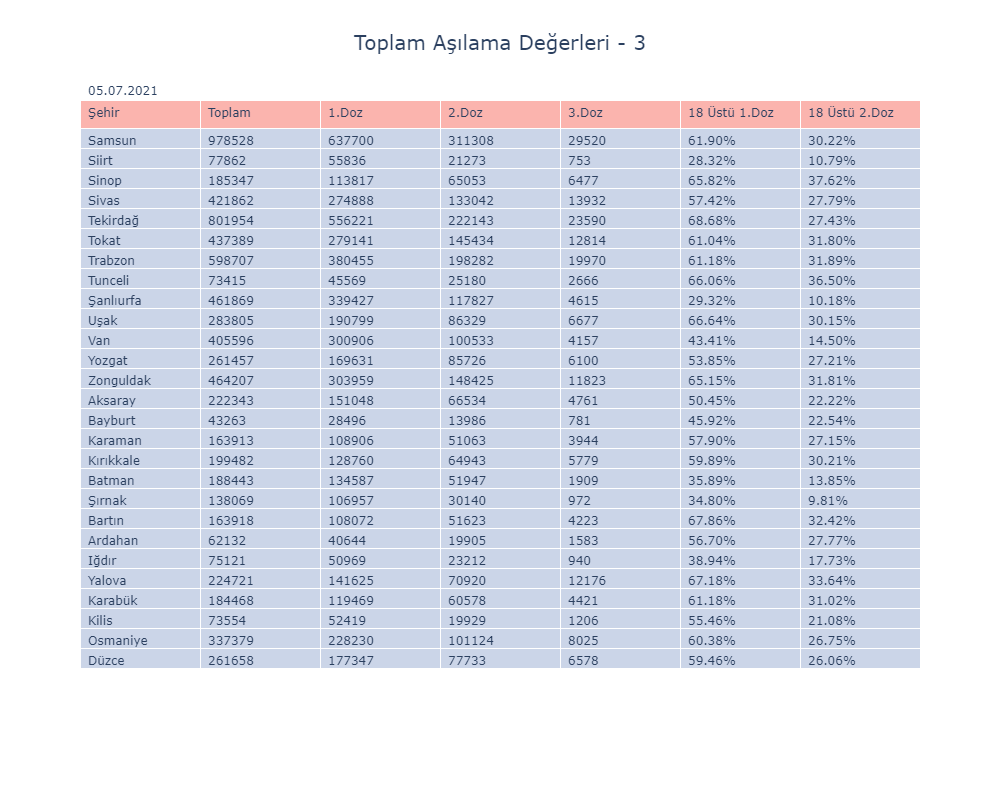 Toplam Aşılama Değerleri - 3
05.07.2021
Şehir Toplam 1.Doz 2.Doz 3.Doz 18 Üstü 1.Doz 18 Üstü 2.Doz
Samsun 978528 637700 311308 29520 61.90% 30.22%
Siirt 77862 55836 21273 753 28.32% 10.79%
Sinop 185347 113817 65053 6477 65.82% 37.62%
Sivas 421862 274888 133042 13932 57.42% 27.79%
Tekirdağ 801954 556221 222143 23590 68.68% 27.43%
Tokat 437389 279141 145434 12814 61.04% 31.80%
Trabzon 598707 380455 198282 19970 61.18% 31.89%
Tunceli 73415 45569 25180 2666 66.06% 36.50%
Şanlıurfa 461869 339427 117827 4615 29.32% 10.18%
Uşak 283805 190799 86329 6677 66.64% 30.15%
Van 405596 300906 100533 4157 43.41% 14.50%
Yozgat 261457 169631 85726 6100 53.85% 27.21%
Zonguldak 464207 303959 148425 11823 65.15% 31.81%
Aksaray 222343 151048 66534 4761 50.45% 22.22%
Bayburt 43263 28496 13986 781 45.92% 22.54%
Karaman 163913 108906 51063 3944 57.90% 27.15%
Kırıkkale 199482 128760 64943 5779 59.89% 30.21%
Batman 188443 134587 51947 1909 35.89% 13.85%
Şırnak 138069 106957 30140 972 34.80% 9.81%
Bartın 163918 108072 51623 4223 67.86% 32.42%
Ardahan 62132 40644 19905 1583 56.70% 27.77%
Iğdır 75121 50969 23212 940 38.94% 17.73%
Yalova 224721 141625 70920 12176 67.18% 33.64%
Karabük 184468 119469 60578 4421 61.18% 31.02%
Kilis 73554 52419 19929 1206 55.46% 21.08%
Osmaniye 337379 228230 101124 8025 60.38% 26.75%
Düzce 261658 177347 77733 6578 59.46% 26.06%